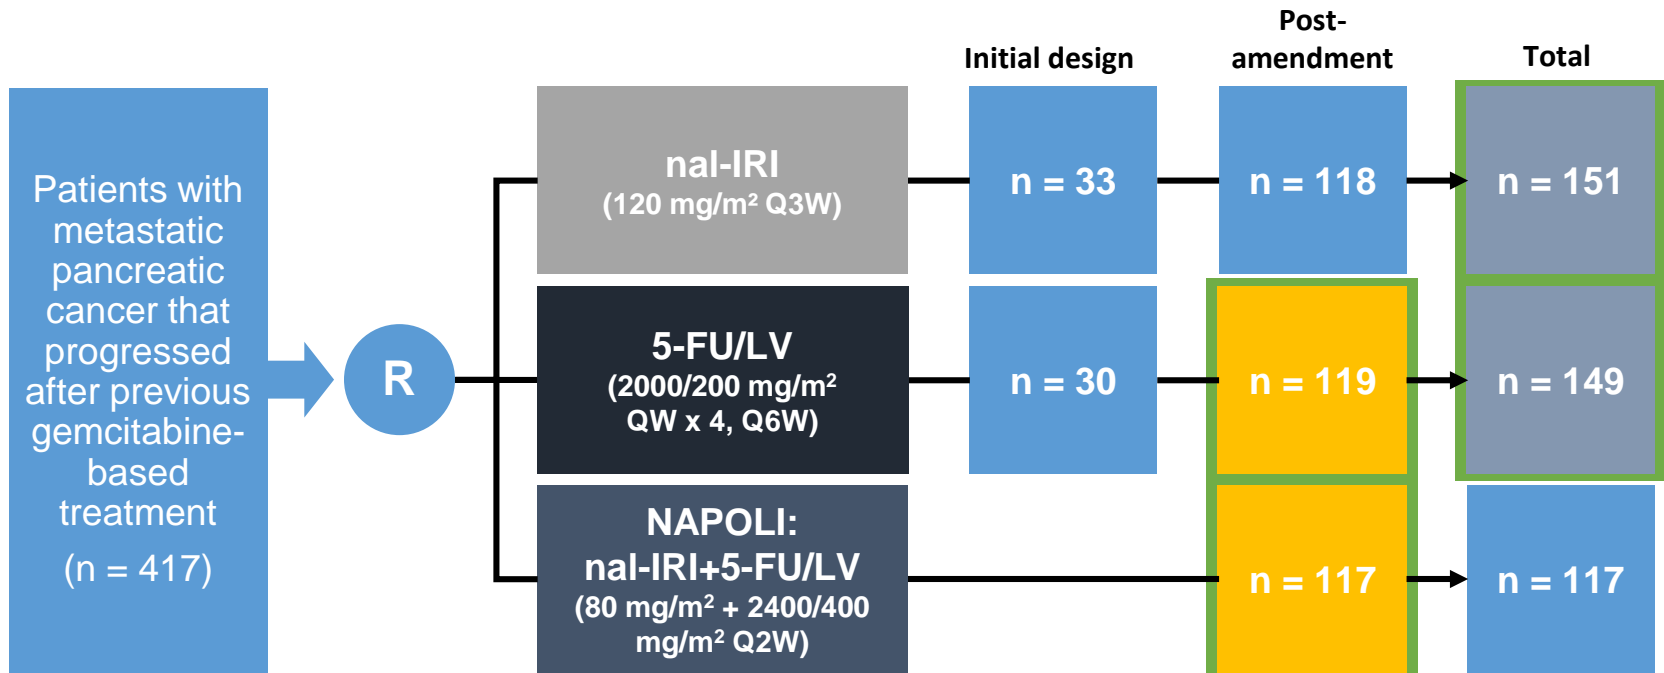 Patients with
metastatic
pancreatic
cancer that
progressed
after previous
gemcitabine-
based
treatment
(n = 417)
R
Initial design
Post-
amendment
Total
nal-IRI
(120 mg/m² Q3W)
n = 33
n = 118
n = 151
5-FU/LV
(2000/200 mg/m²
QW x 4, Q6W)
n = 30
n = 119
n = 149
NAPOLI:
nal-IRI+5-FU/LV
(80 mg/m² + 2400/400
mg/m² Q2W)
n = 117
n = 117